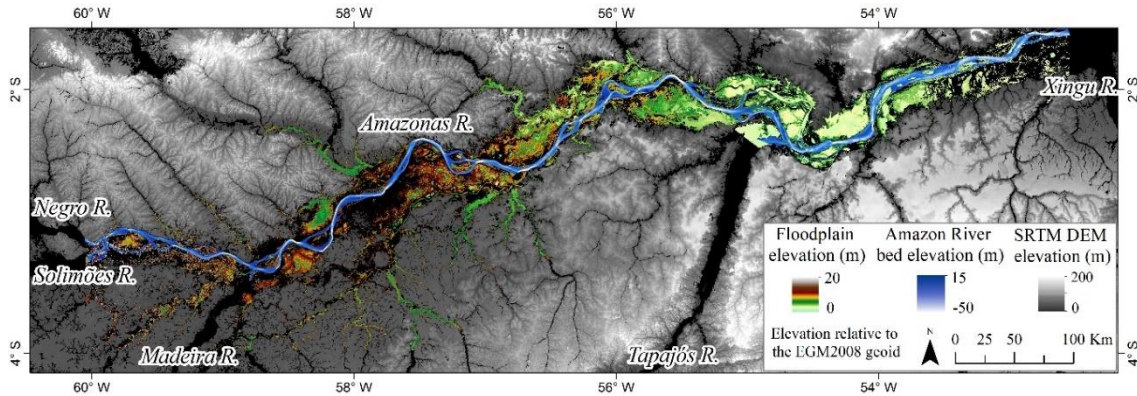 60° W
58° W
56° W
54° W
2° S
2° S
Xingu R.
Amazonas R.
Negro R.
Solimões R.
Madeira R.
Tapajós R.
4° S
4° S
Floodplain elevation (m)
20
0
Amazon River bed elevation (m)
15
-50
SRTM DEM elevation (m)
200
0
Elevation relative to
the EGM2008 geoid
N
0 25 50 100 Km
60° W
58° W
56° W
54° W